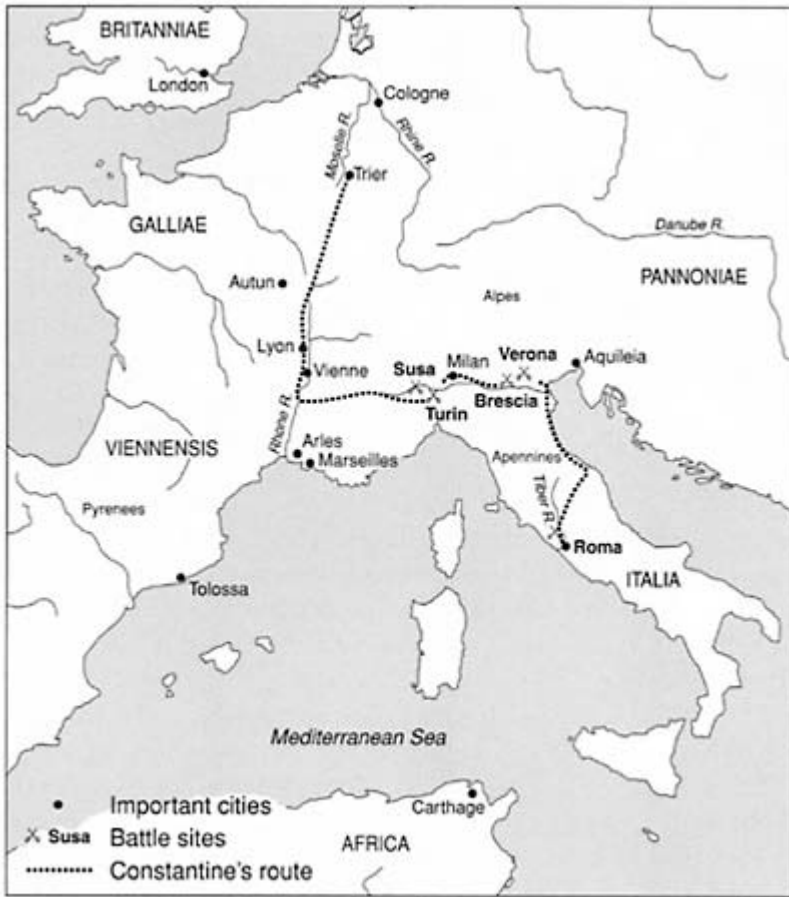 BRITANNIAE
London
Cologne
Moselle R.
Rhine R.
Trier
GALLIAE
Danube R.
PANNONIAE
Autun
Alpes
Lyon
Vienne
Susa
Milan
Verona
Aquileia
Turin
Brescia
Rhone R.
VIENNENSIS
Arles
Marseilles
Apennines
Tiber R.
Pyrenees
Roma
ITALIA
Tolossa
Mediterranean Sea
Carthage
AFRICA
Important cities
Susa Battle sites
Constantine's route